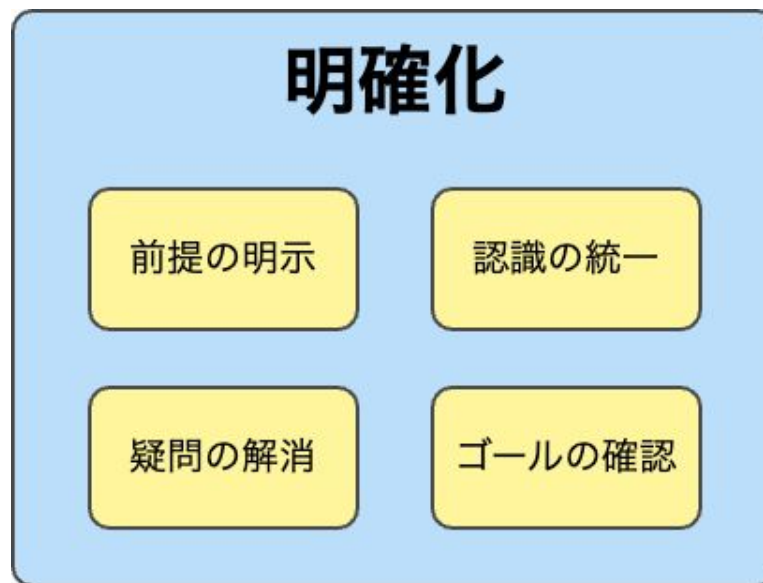 明確化
前提の明示
認識の統一
疑問の解消
ゴールの確認